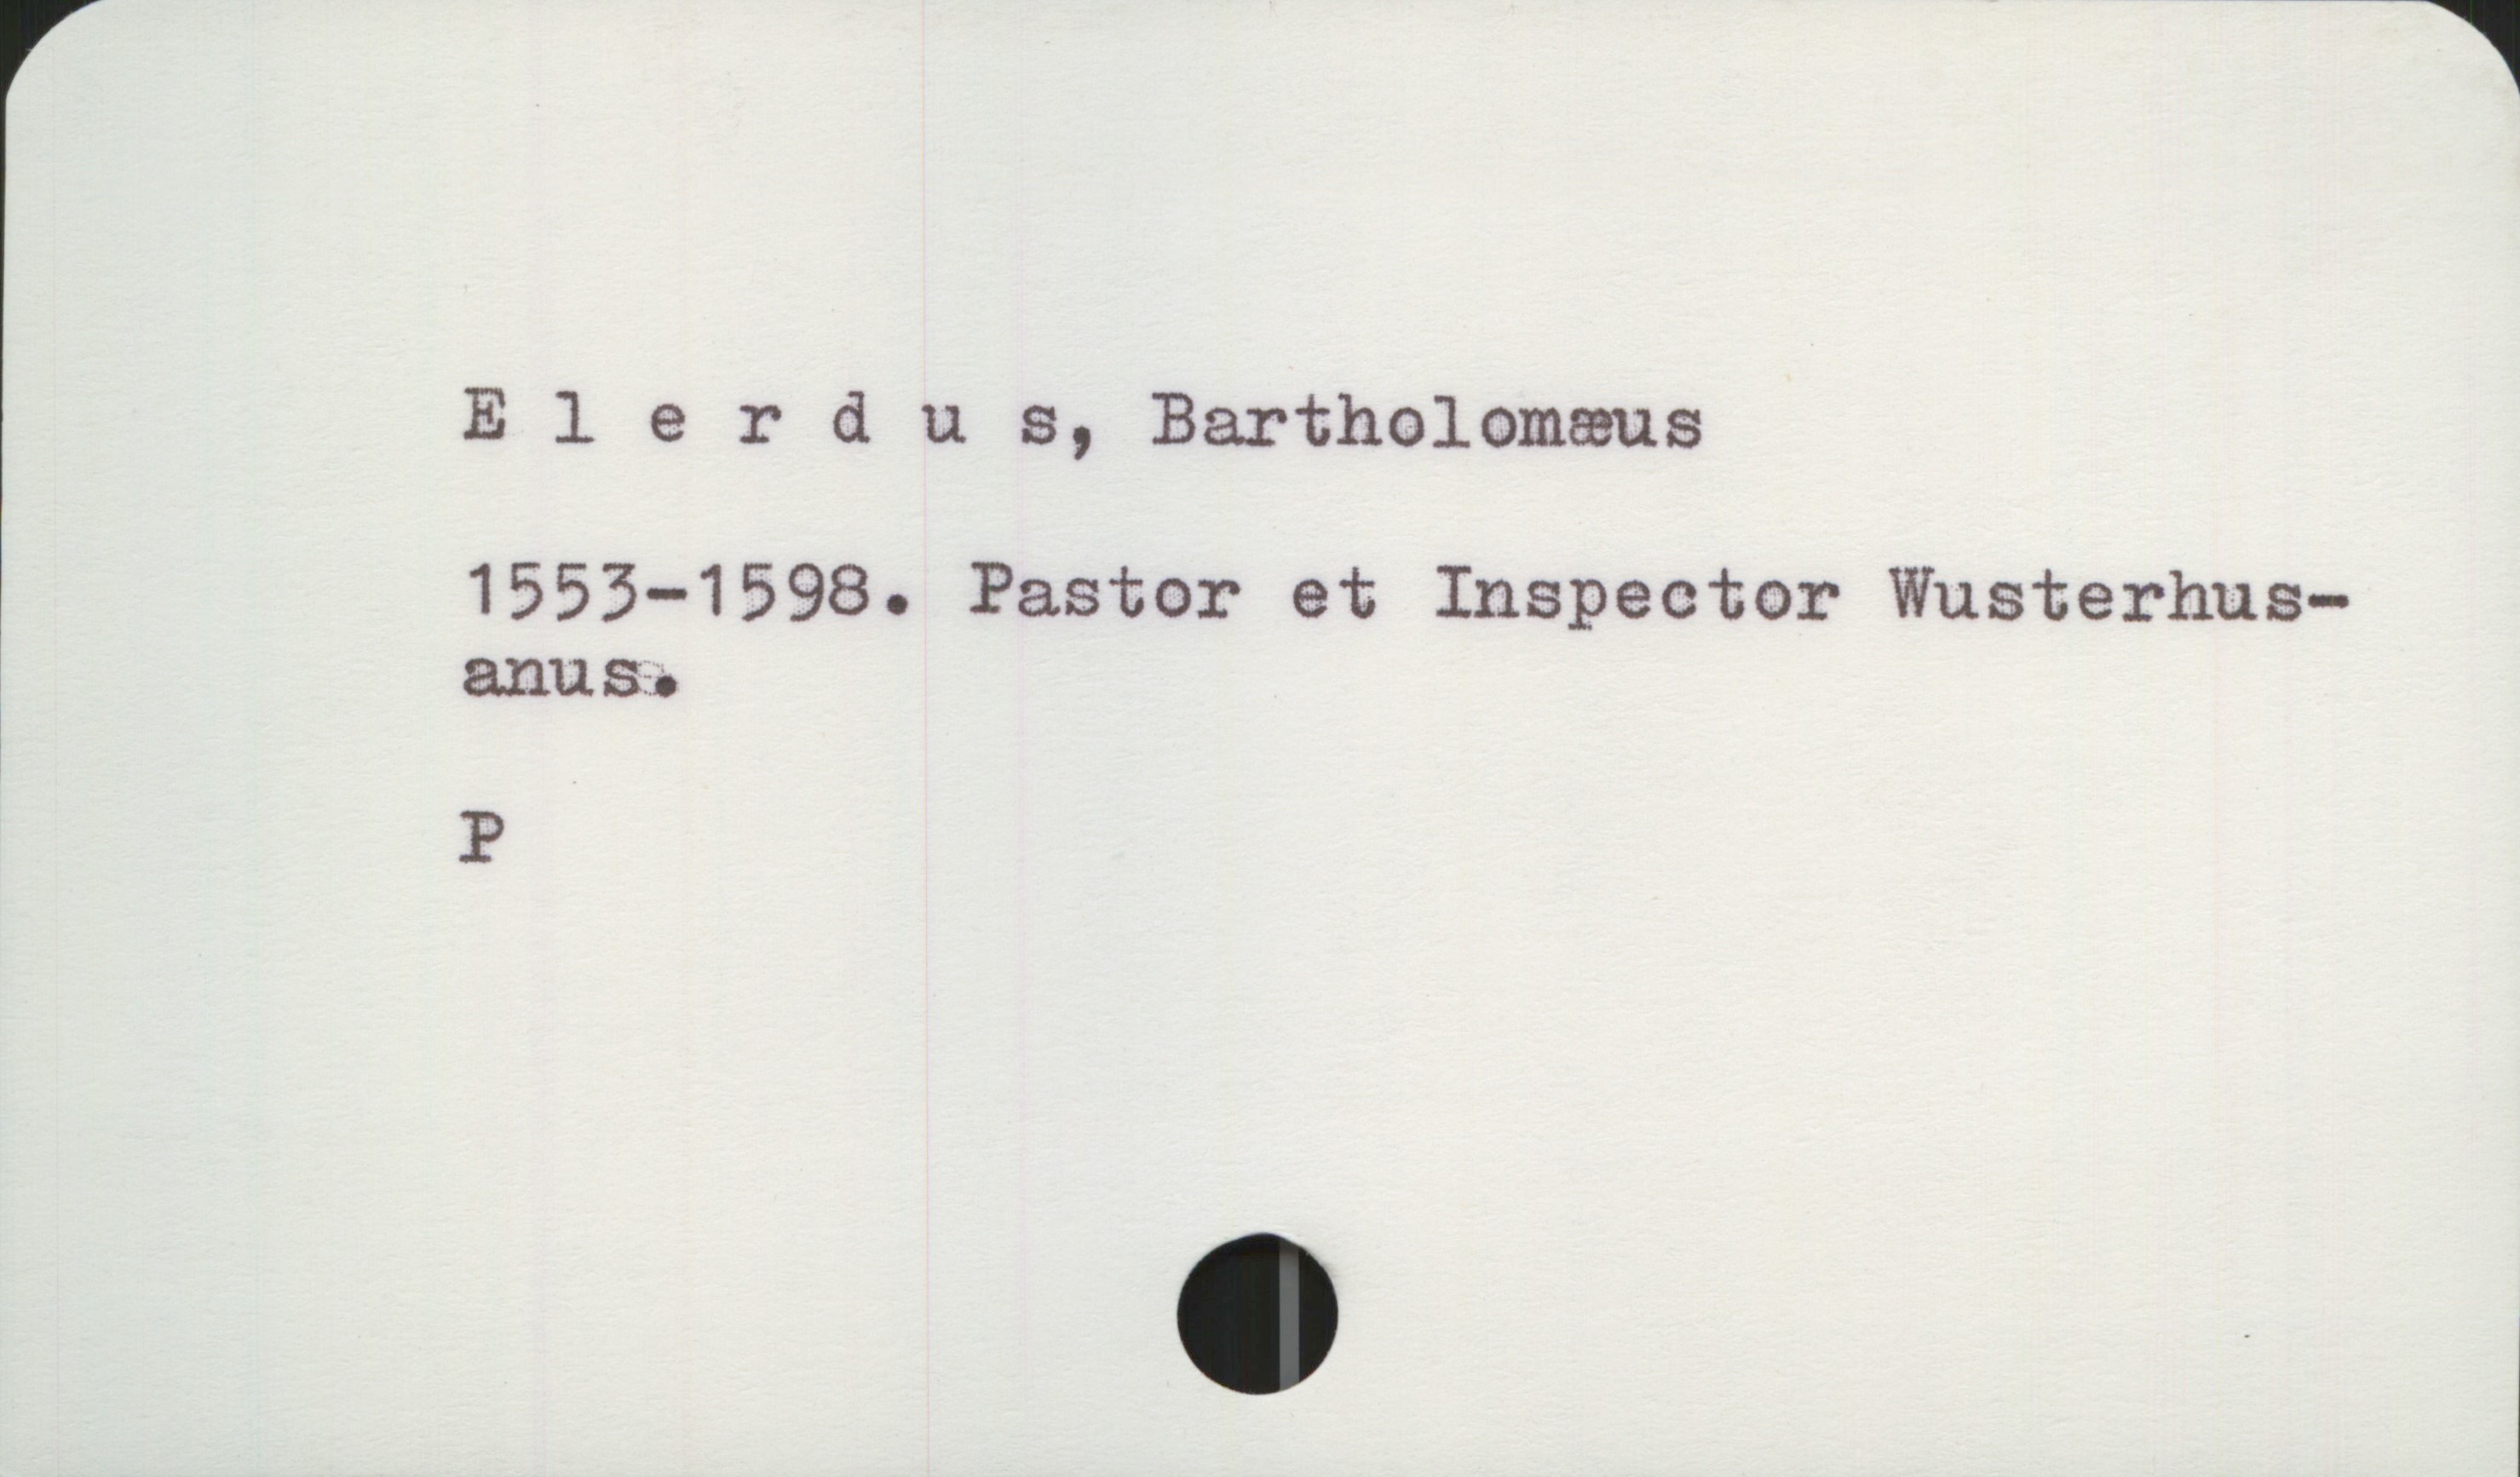 E l e r d u s, Bartholomæus
1553-1598. Pastor et Inspector Wusterhus-
anus.
P